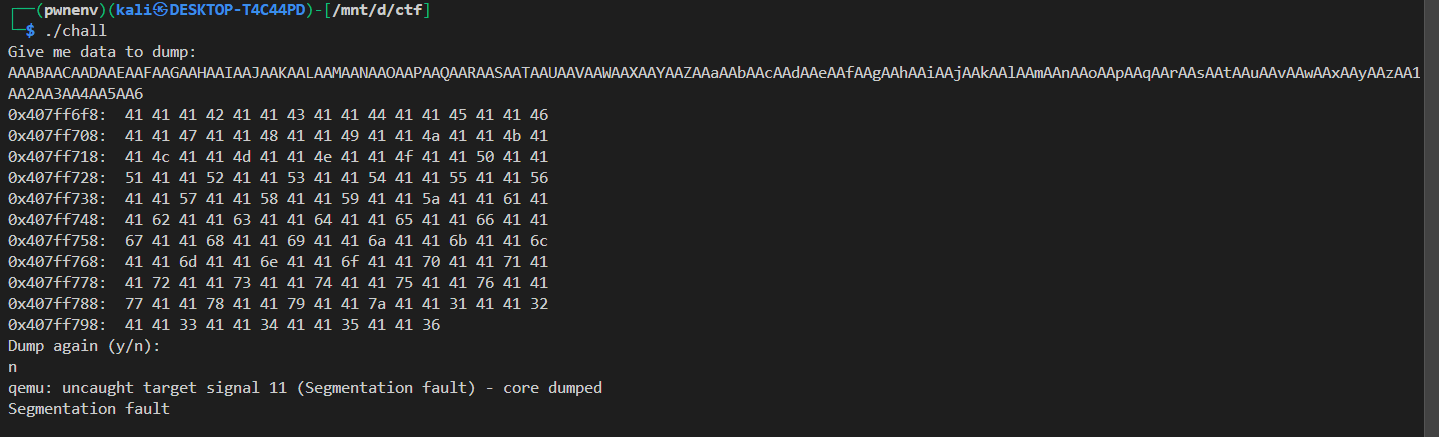 ┌──(pwnenv)(kali㉿DESKTOP-T4C44PD)-[/mnt/d/ctf]
└─$ ./chall
Give me data to dump:
AAABAACAADAAEAAFAAGAAHAAIAAJAAKAALAAMAANAAOAAPAAQAARAASAATAAUAAVAAWAAXAAYAAZAAaAAbAAcAAdAAeAAfAAgAAhAAiAAjAAkAAlAAmAAnAAoAApAAqAArAAsAAtAAuAAvAAwAAxAAyAAzAA1
AA2AA3AA4AA5AA6
0x407ff6f8:  41 41 41 42 41 41 43 41 41 44 41 41 45 41 41 46
0x407ff708:  41 41 47 41 41 48 41 41 49 41 41 4a 41 41 4b 41
0x407ff718:  41 4c 41 41 4d 41 41 4e 41 41 4f 41 41 50 41 41
0x407ff728:  51 41 41 52 41 41 53 41 41 54 41 41 55 41 41 56
0x407ff738:  41 41 57 41 41 58 41 41 59 41 41 5a 41 41 61 41
0x407ff748:  41 62 41 41 63 41 41 64 41 41 65 41 41 66 41 41
0x407ff758:  67 41 41 68 41 41 69 41 41 6a 41 41 6b 41 41 6c
0x407ff768:  41 41 6d 41 41 6e 41 41 6f 41 41 70 41 41 71 41
0x407ff778:  41 72 41 41 73 41 41 74 41 41 75 41 41 76 41 41
0x407ff788:  77 41 41 78 41 41 79 41 41 7a 41 41 31 41 41 32
0x407ff798:  41 41 33 41 41 34 41 41 35 41 41 36
Dump again (y/n):
n
qemu: uncaught target signal 11 (Segmentation fault) - core dumped
Segmentation fault